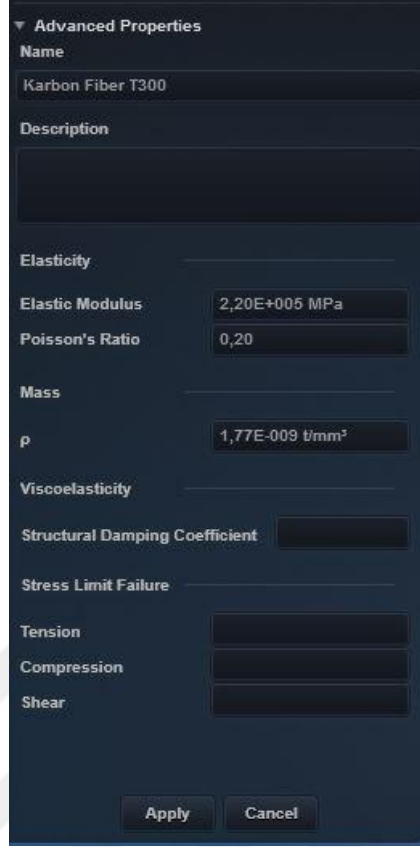 Advanced Properties
Name
Karbon Fiber T300
Description
Elasticity
Elastic Modulus 2,20E+005 MPa
Poisson's Ratio 0,20
Mass
ρ 1,77E-009 t/mm³
Viscoelasticity
Structural Damping Coefficient
Stress Limit Failure
Tension
Compression
Shear
Apply Cancel